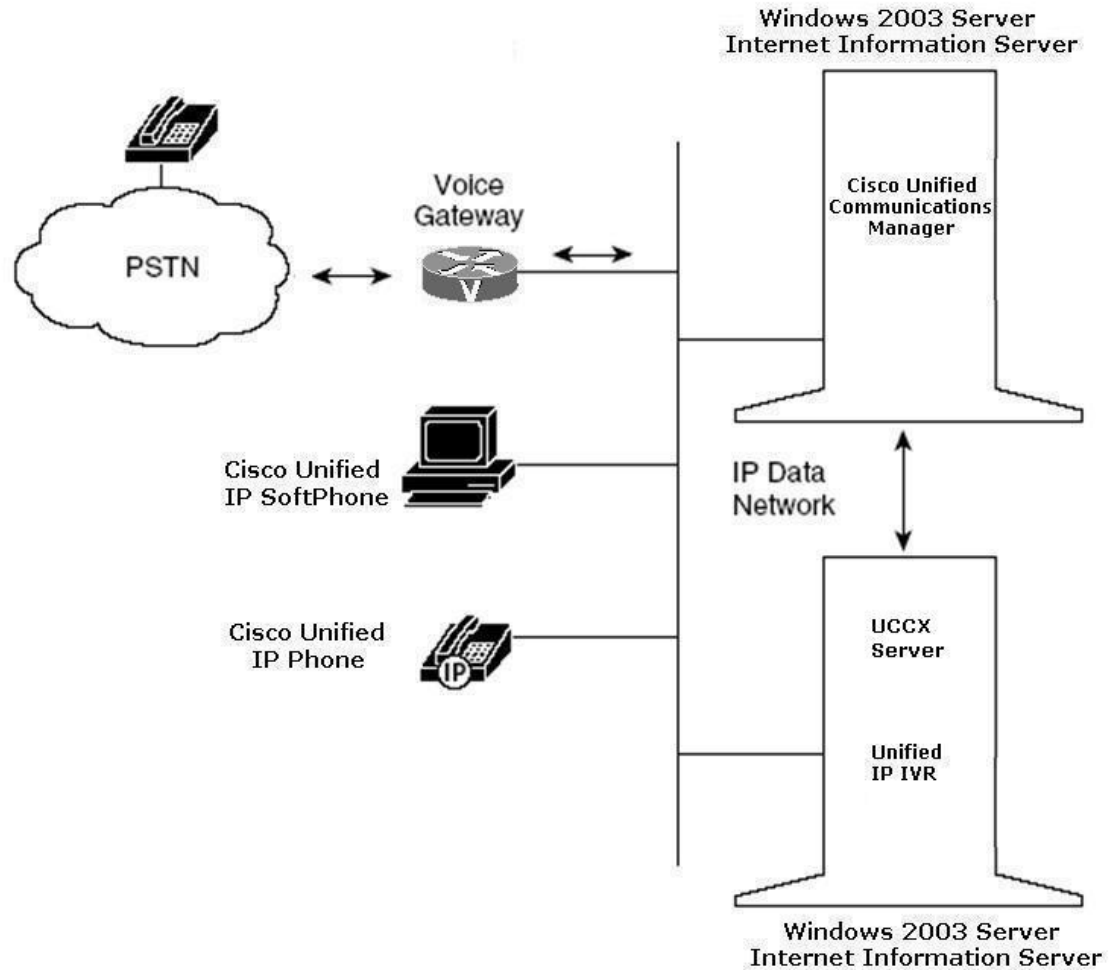 Windows 2003 Server
Internet Information Server
Cisco Unified
Communications
Manager
Voice
Gateway
V
PSTN
Cisco Unified
IP SoftPhone
IP Data
Network
Cisco Unified
IP Phone
IP
UCCX
Server
Unified
IP IVR
Windows 2003 Server
Internet Information Server